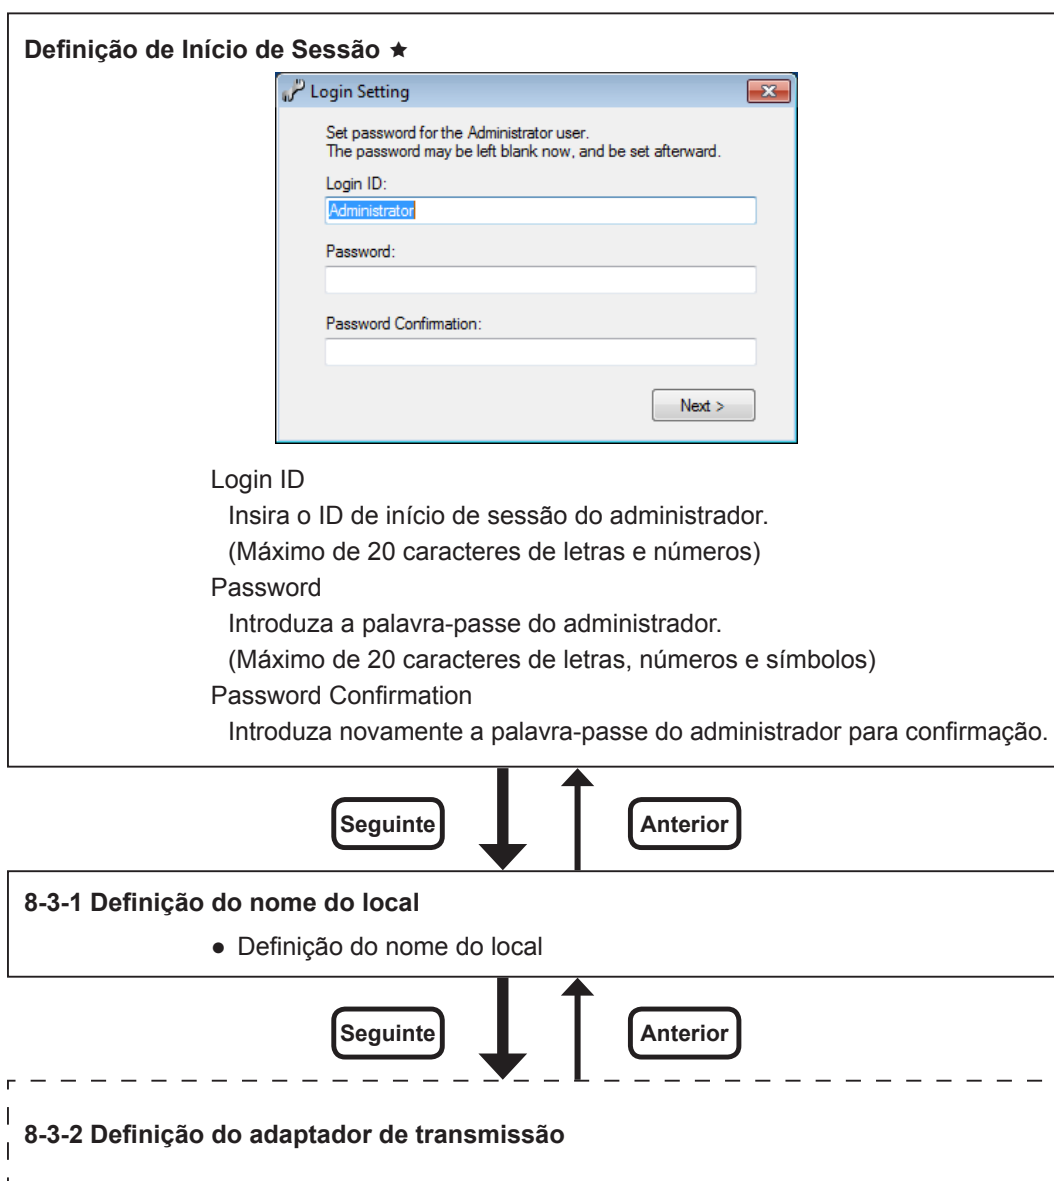 Definição de Início de Sessão ★
Login Setting
Set password for the Administrator user.
The password may be left blank now, and be set afterward.
Login ID:
Administrator
Password:
Password Confirmation:
Next >
Login ID
Insira o ID de início de sessão do administrador.
(Máximo de 20 caracteres de letras e números)
Password
Introduza a palavra-passe do administrador.
(Máximo de 20 caracteres de letras, números e símbolos)
Password Confirmation
Introduza novamente a palavra-passe do administrador para confirmação.
Seguinte Anterior
8-3-1 Definição do nome do local
● Definição do nome do local
Seguinte Anterior
8-3-2 Definição do adaptador de transmissão